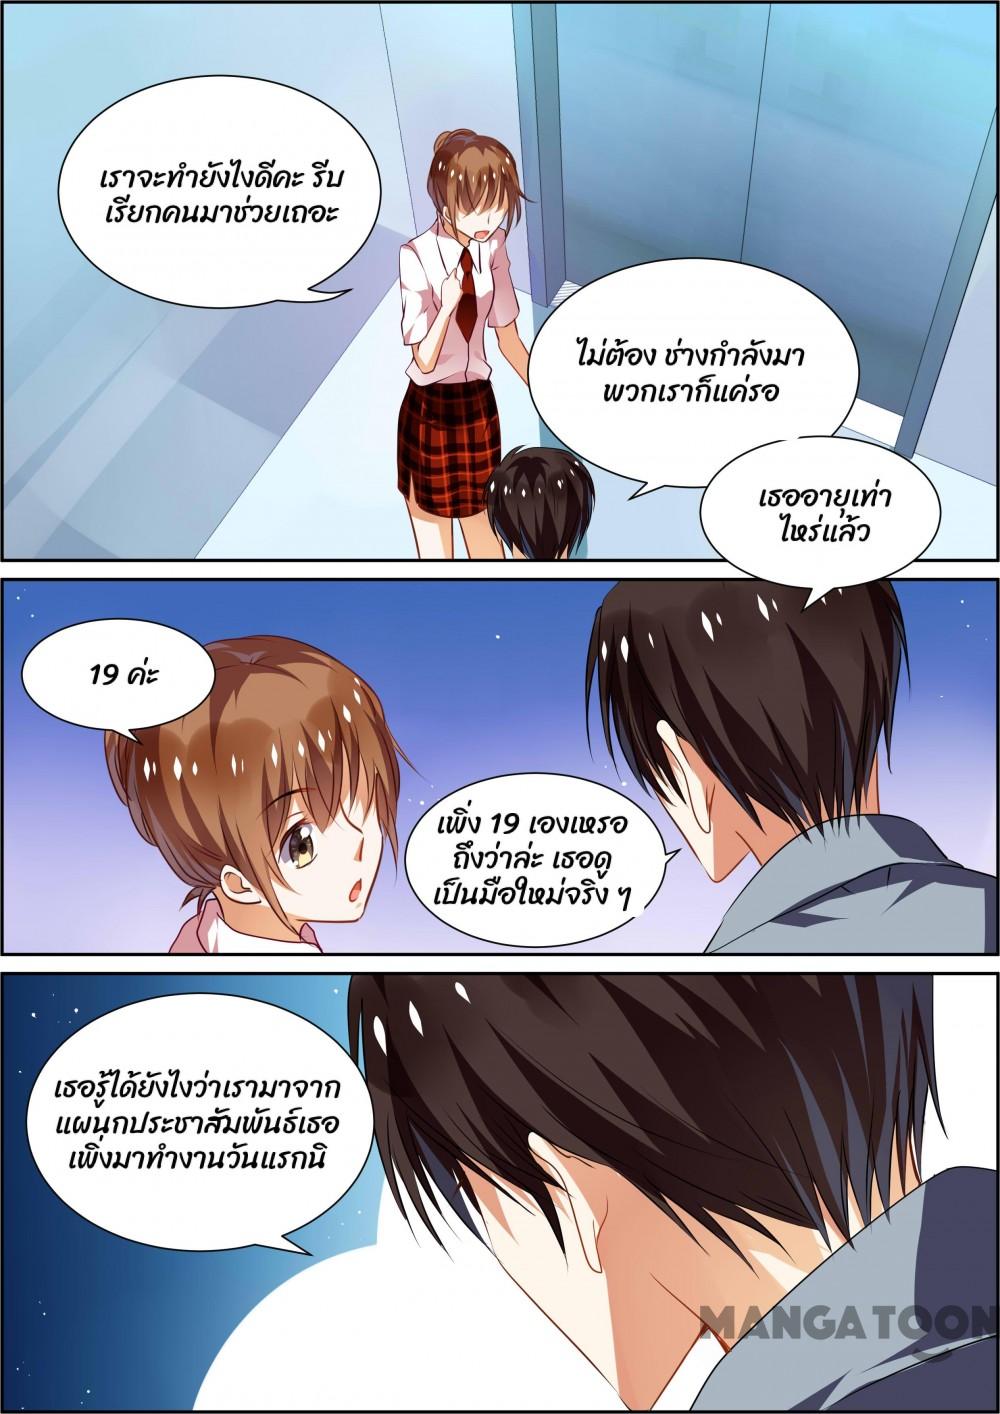 เราจะทำยังไงดีคะ รีบ
เรียกคนมาช่วยเถอะ
ไม่ต้อง ช่างกำลังมา
พวกเราก็แค่รอ
เธออายุเท่า
ไหร่แล้ว
19 ค่ะ
เพิ่ง 19 เองเหรอ
ถึงว่าล่ะ เธอดู
เป็นมือใหม่จริง ๆ
เธอรู้ได้ยังไงว่าเรามาจาก
แผนกประชาสัมพันธ์เธอ
เพิ่งมาทำงานวันแรกนิ
MANGATOON